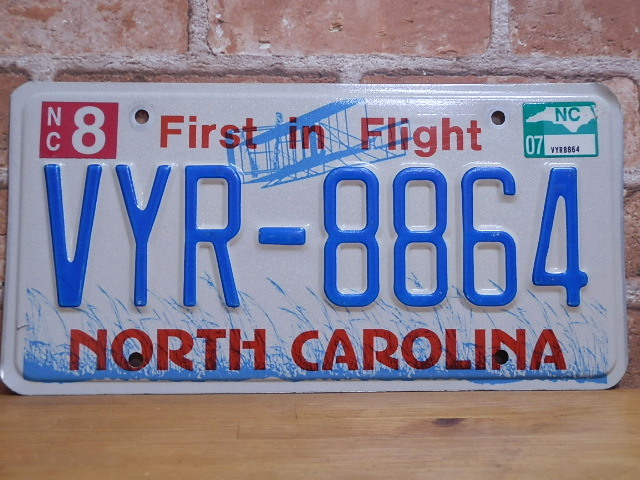 NC 8
First in Flight
NC
07 VYR8864
VYR-8864
NORTH CAROLINA